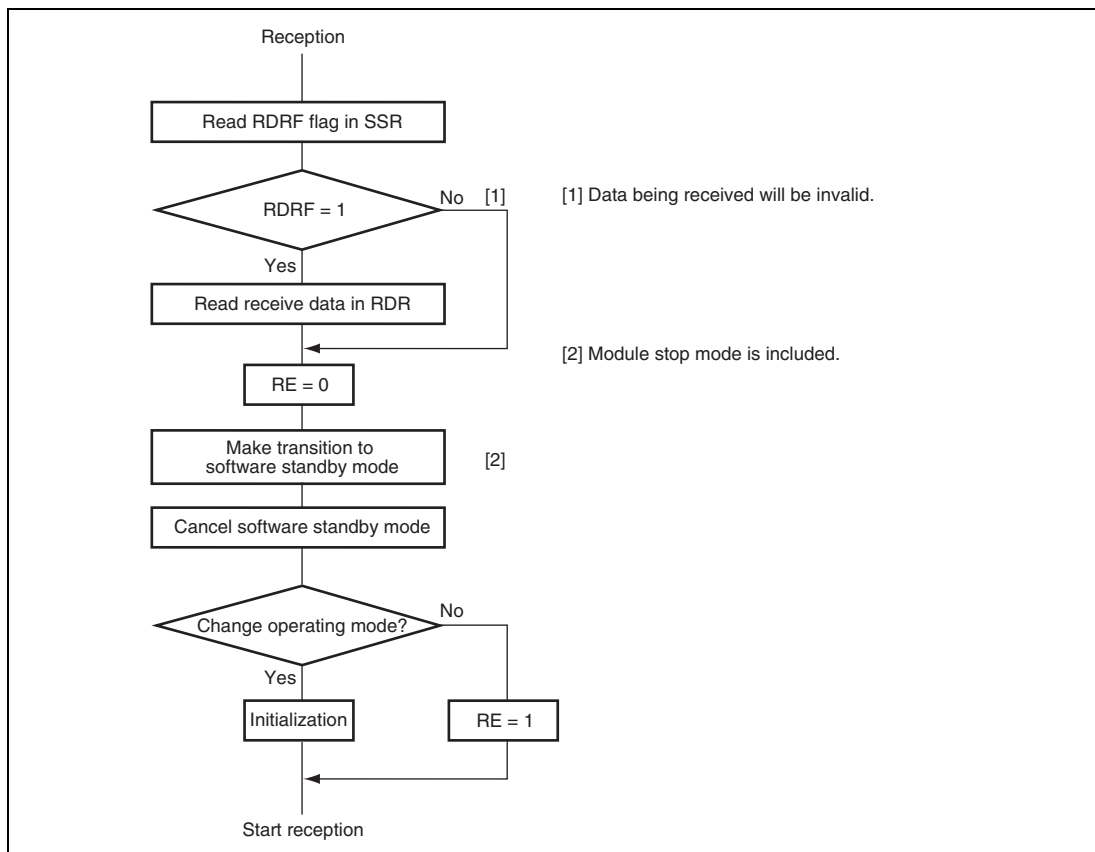 Reception
Read RDRF flag in SSR
RDRF = 1
No
[1]
[1] Data being received will be invalid.
Yes
Read receive data in RDR
[2] Module stop mode is included.
RE = 0
Make transition to
software standby mode
[2]
Cancel software standby mode
Change operating mode?
No
Yes
Initialization
RE = 1
Start reception